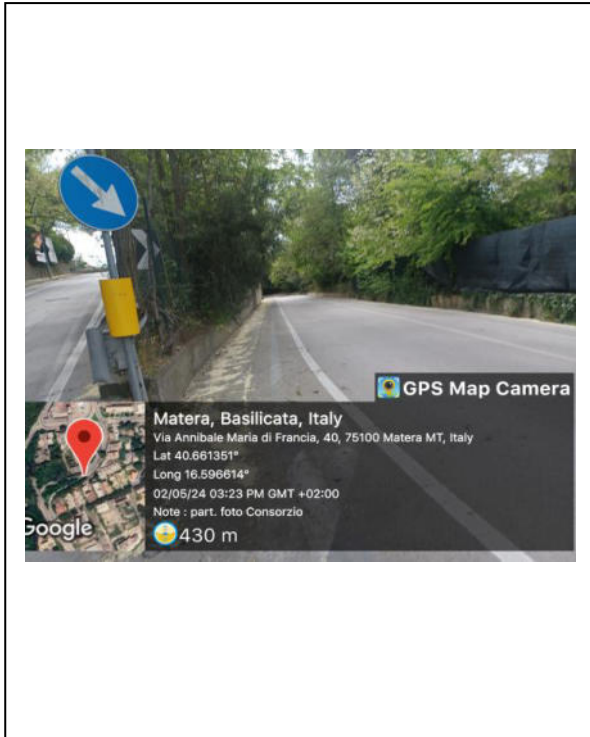 GPS Map Camera
Matera, Basilicata, Italy
Via Annibale Maria di Francia, 40, 75100 Matera MT, Italy
Lat 40.661351°
Long 16.596614°
02/05/24 03:23 PM GMT +02:00
Note : part. foto Consorzio
430 m
Google